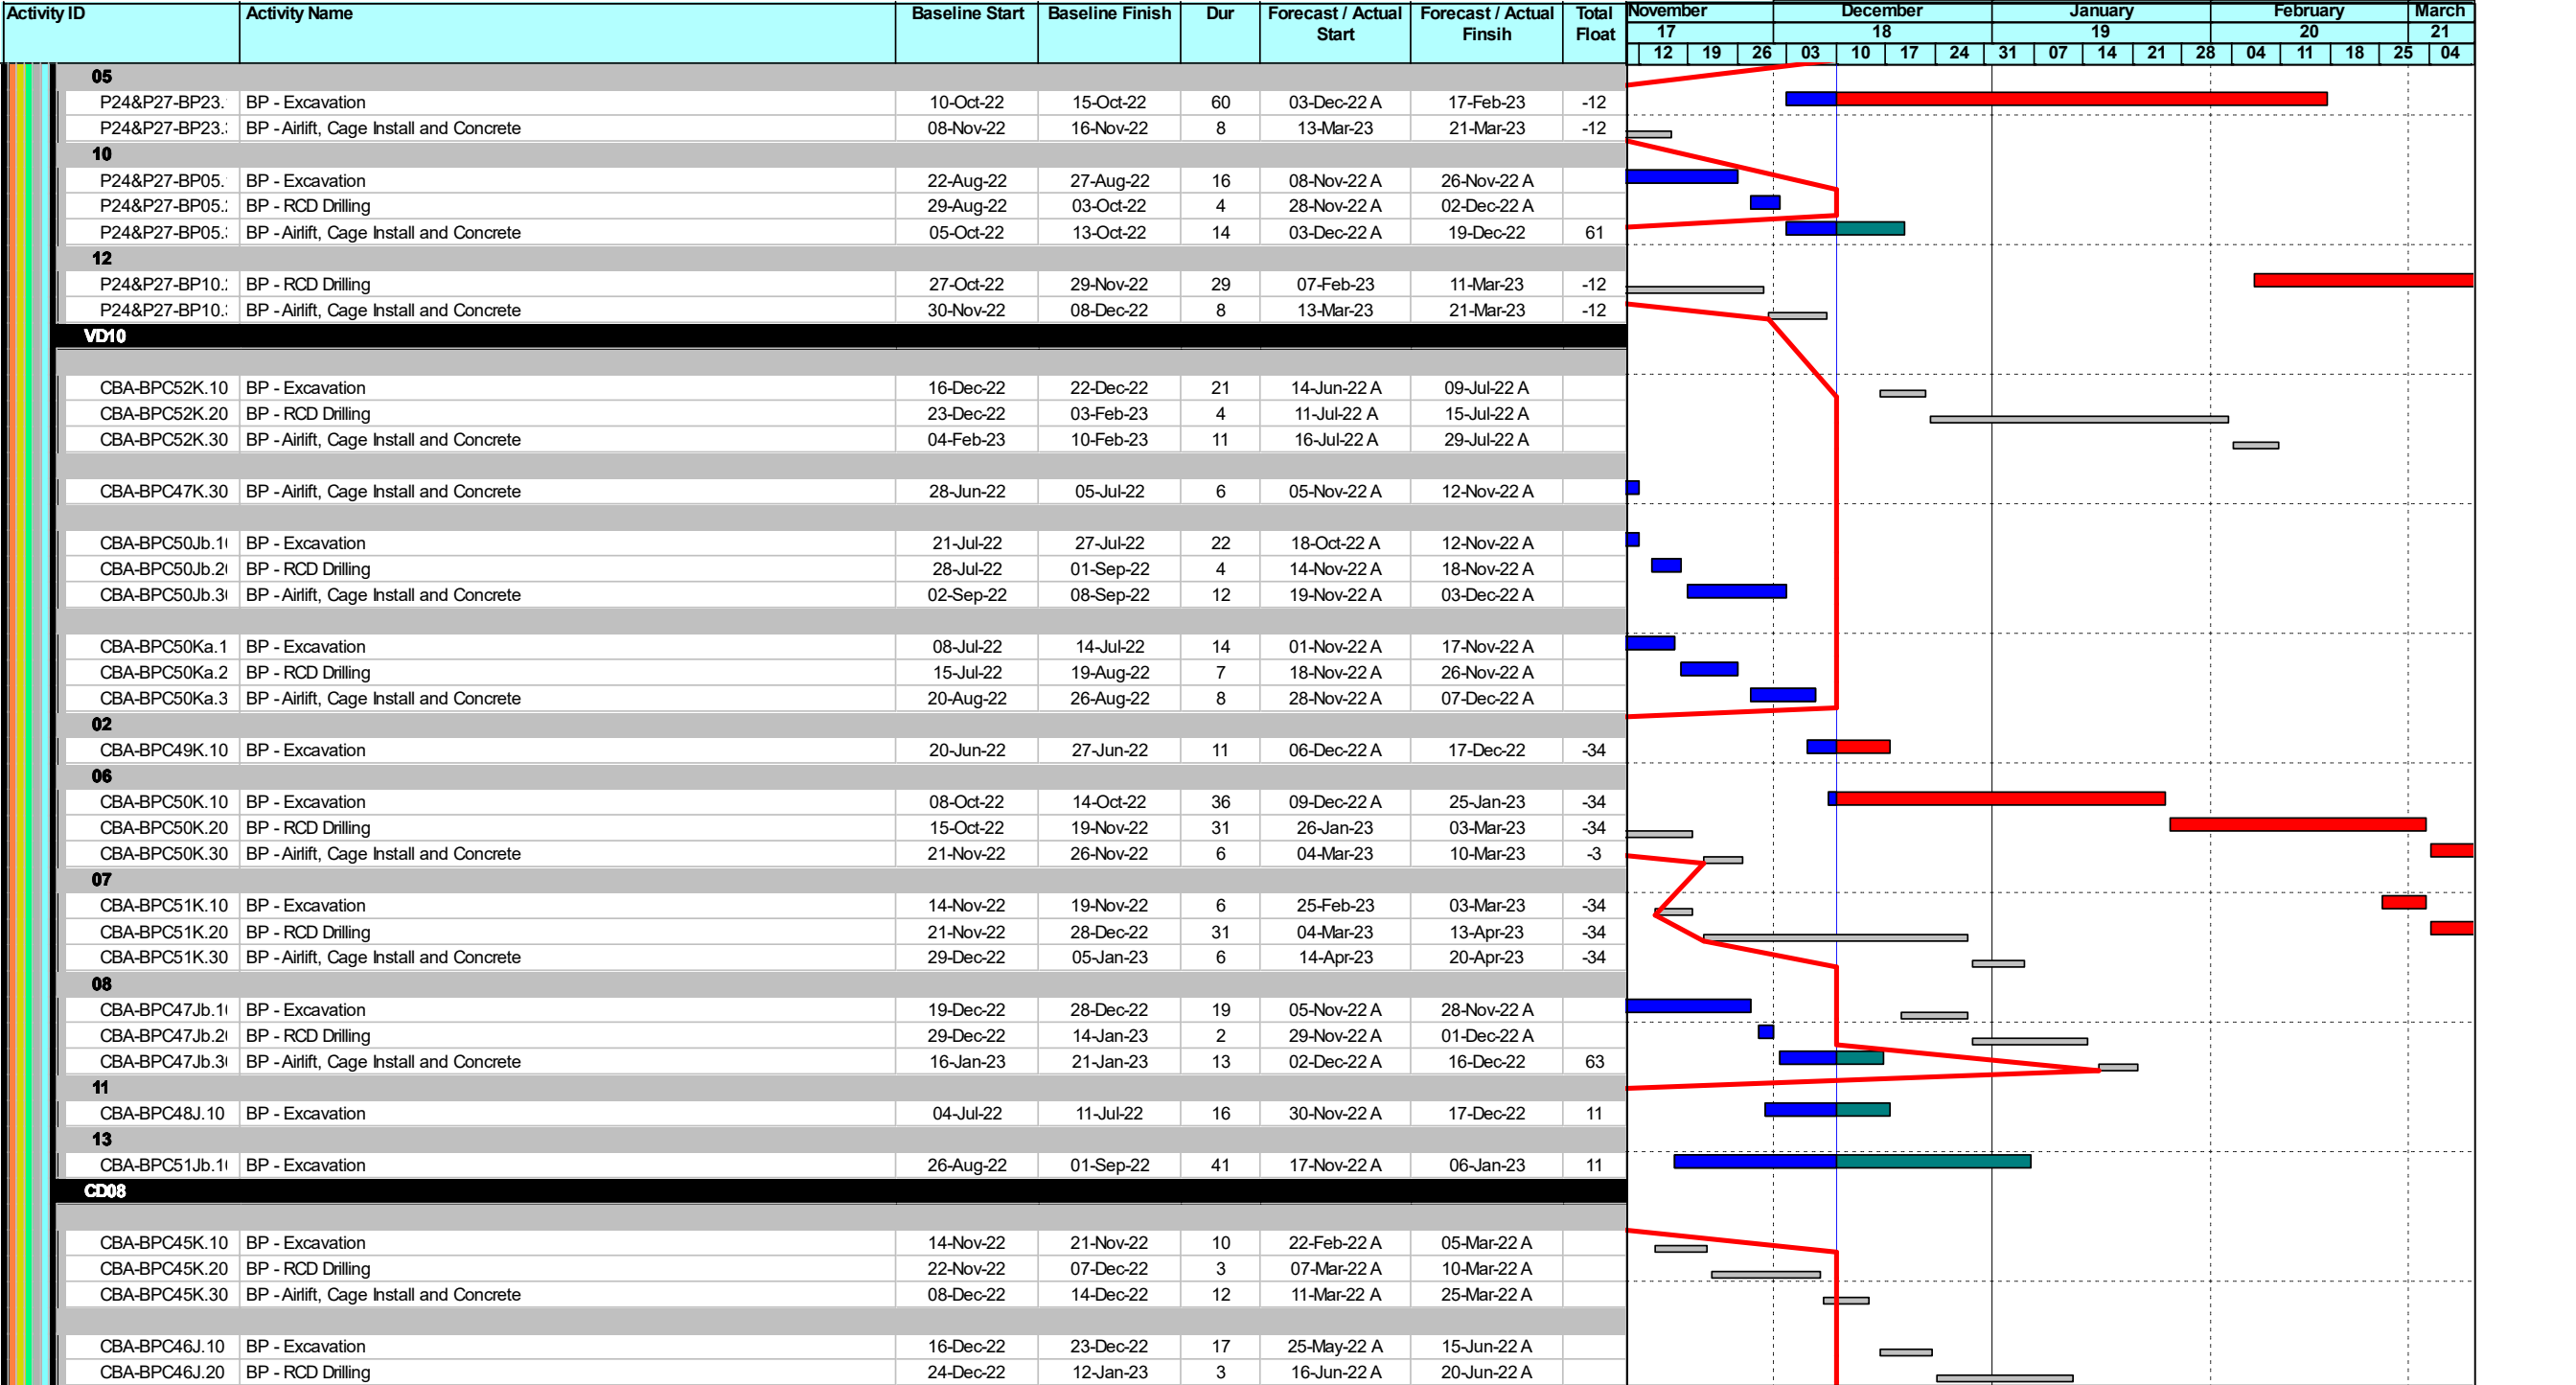 Activity ID Activity Name Baseline Start Baseline Finish Dur Forecast / Actual Start Forecast / Actual Finsih Total Float November December January February March
17 18 19 20 21
12 19 26 03 10 17 24 31 07 14 21 28 04 11 18 25 04
05
P24&P27-BP23. BP - Excavation 10-Oct-22 15-Oct-22 60 03-Dec-22 A 17-Feb-23 -12
P24&P27-BP23. BP - Airlift, Cage Install and Concrete 08-Nov-22 16-Nov-22 8 13-Mar-23 21-Mar-23 -12
10
P24&P27-BP05. BP - Excavation 22-Aug-22 27-Aug-22 16 08-Nov-22 A 26-Nov-22 A
P24&P27-BP05. BP - RCD Drilling 29-Aug-22 03-Oct-22 4 28-Nov-22 A 02-Dec-22 A
P24&P27-BP05. BP - Airlift, Cage Install and Concrete 05-Oct-22 13-Oct-22 14 03-Dec-22 A 19-Dec-22 61
12
P24&P27-BP10. BP - RCD Drilling 27-Oct-22 29-Nov-22 29 07-Feb-23 11-Mar-23 -12
P24&P27-BP10. BP - Airlift, Cage Install and Concrete 30-Nov-22 08-Dec-22 8 13-Mar-23 21-Mar-23 -12
VD10
CBA-BPC52K.10 BP - Excavation 16-Dec-22 22-Dec-22 21 14-Jun-22 A 09-Jul-22 A
CBA-BPC52K.20 BP - RCD Drilling 23-Dec-22 03-Feb-23 4 11-Jul-22 A 15-Jul-22 A
CBA-BPC52K.30 BP - Airlift, Cage Install and Concrete 04-Feb-23 10-Feb-23 11 16-Jul-22 A 29-Jul-22 A
CBA-BPC47K.30 BP - Airlift, Cage Install and Concrete 28-Jun-22 05-Jul-22 6 05-Nov-22 A 12-Nov-22 A
CBA-BPC50Jb.1 BP - Excavation 21-Jul-22 27-Jul-22 22 18-Oct-22 A 12-Nov-22 A
CBA-BPC50Jb.2 BP - RCD Drilling 28-Jul-22 01-Sep-22 4 14-Nov-22 A 18-Nov-22 A
CBA-BPC50Jb.3 BP - Airlift, Cage Install and Concrete 02-Sep-22 08-Sep-22 12 19-Nov-22 A 03-Dec-22 A
CBA-BPC50Ka.1 BP - Excavation 08-Jul-22 14-Jul-22 14 01-Nov-22 A 17-Nov-22 A
CBA-BPC50Ka.2 BP - RCD Drilling 15-Jul-22 19-Aug-22 7 18-Nov-22 A 26-Nov-22 A
CBA-BPC50Ka.3 BP - Airlift, Cage Install and Concrete 20-Aug-22 26-Aug-22 8 28-Nov-22 A 07-Dec-22 A
02
CBA-BPC49K.10 BP - Excavation 20-Jun-22 27-Jun-22 11 06-Dec-22 A 17-Dec-22 -34
06
CBA-BPC50K.10 BP - Excavation 08-Oct-22 14-Oct-22 36 09-Dec-22 A 25-Jan-23 -34
CBA-BPC50K.20 BP - RCD Drilling 15-Oct-22 19-Nov-22 31 26-Jan-23 03-Mar-23 -34
CBA-BPC50K.30 BP - Airlift, Cage Install and Concrete 21-Nov-22 26-Nov-22 6 04-Mar-23 10-Mar-23 -3
07
CBA-BPC51K.10 BP - Excavation 14-Nov-22 19-Nov-22 6 25-Feb-23 03-Mar-23 -34
CBA-BPC51K.20 BP - RCD Drilling 21-Nov-22 28-Dec-22 31 04-Mar-23 13-Apr-23 -34
CBA-BPC51K.30 BP - Airlift, Cage Install and Concrete 29-Dec-22 05-Jan-23 6 14-Apr-23 20-Apr-23 -34
08
CBA-BPC47Jb.1 BP - Excavation 19-Dec-22 28-Dec-22 19 05-Nov-22 A 28-Nov-22 A
CBA-BPC47Jb.2 BP - RCD Drilling 29-Dec-22 14-Jan-23 2 29-Nov-22 A 01-Dec-22 A
CBA-BPC47Jb.3 BP - Airlift, Cage Install and Concrete 16-Jan-23 21-Jan-23 13 02-Dec-22 A 16-Dec-22 63
11
CBA-BPC48J.10 BP - Excavation 04-Jul-22 11-Jul-22 16 30-Nov-22 A 17-Dec-22 11
13
CBA-BPC51Jb.1 BP - Excavation 26-Aug-22 01-Sep-22 41 17-Nov-22 A 06-Jan-23 11
CD08
CBA-BPC45K.10 BP - Excavation 14-Nov-22 21-Nov-22 10 22-Feb-22 A 05-Mar-22 A
CBA-BPC45K.20 BP - RCD Drilling 22-Nov-22 07-Dec-22 3 07-Mar-22 A 10-Mar-22 A
CBA-BPC45K.30 BP - Airlift, Cage Install and Concrete 08-Dec-22 14-Dec-22 12 11-Mar-22 A 25-Mar-22 A
CBA-BPC46J.10 BP - Excavation 16-Dec-22 23-Dec-22 17 25-May-22 A 15-Jun-22 A
CBA-BPC46J.20 BP - RCD Drilling 24-Dec-22 12-Jan-23 3 16-Jun-22 A 20-Jun-22 A